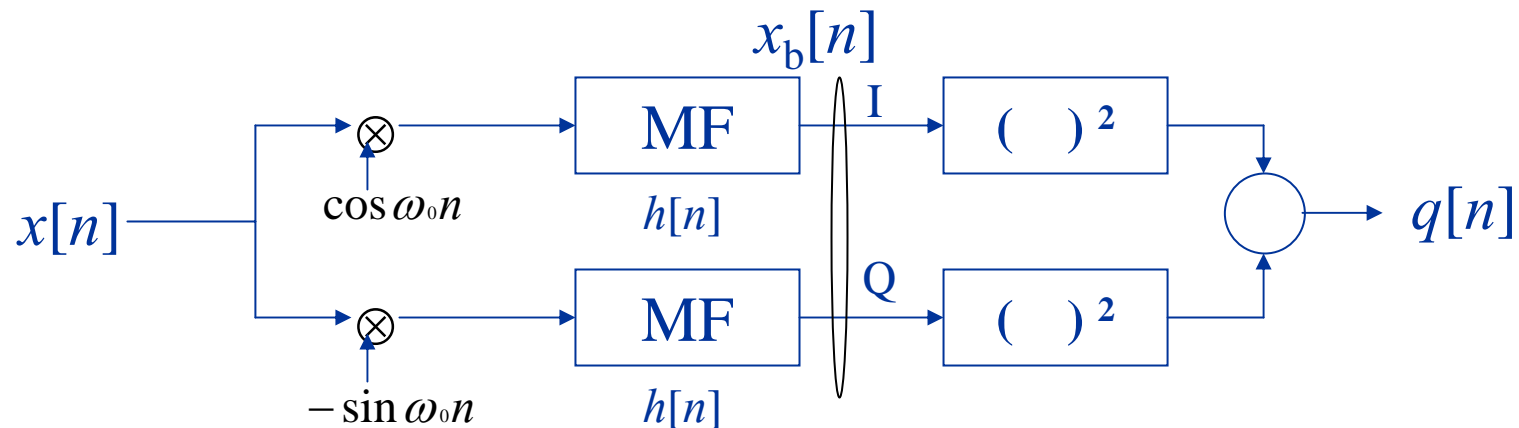 x_b[n]
I
MF
( )²
cos ω₀n
h[n]
x[n]
q[n]
Q
MF
( )²
− sin ω₀n
h[n]